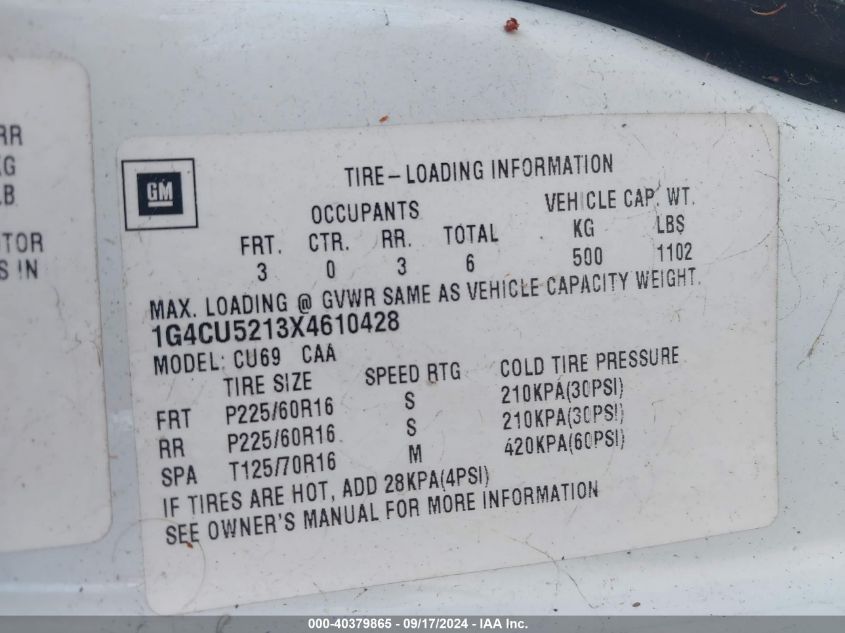 RR
KG
LB
TOR
S IN
GM
TIRE-LOADING INFORMATION
OCCUPANTS VEHICLE CAP. WT.
FRT. CTR. RR. TOTAL KG LBS
3 0 3 6 500 1102
MAX. LOADING @ GVWR SAME AS VEHICLE CAPACITY WEIGHT.
1G4CU5213X4610428
MODEL: CU69 CAA
TIRE SIZE SPEED RTG COLD TIRE PRESSURE
FRT P225/60R16 S 210KPA(30PSI)
RR P225/60R16 S 210KPA(30PSI)
SPA T125/70R16 M 420KPA(60PSI)
IF TIRES ARE HOT, ADD 28KPA(4PSI)
SEE OWNER'S MANUAL FOR MORE INFORMATION
000-40379865 - 09/17/2024 - IAA Inc.